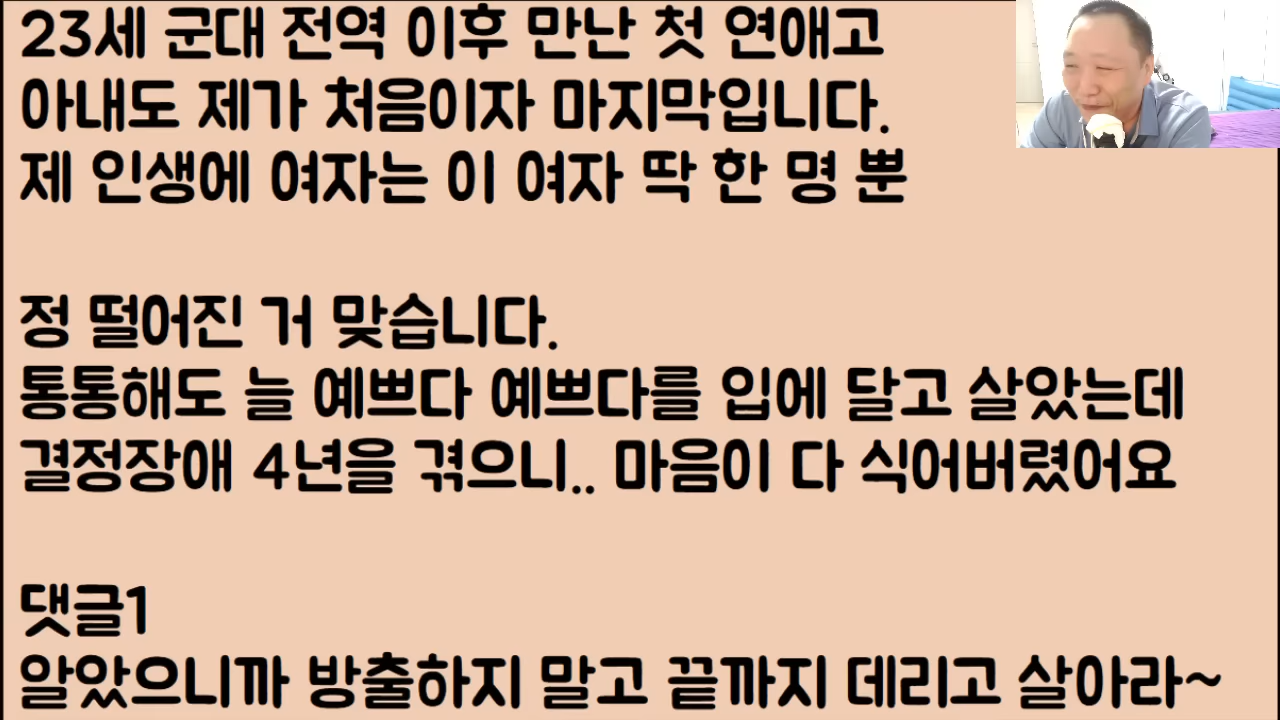 23세 군대 전역 이후 만난 첫 연애고
아내도 제가 처음이자 마지막입니다.
제 인생에 여자는 이 여자 딱 한 명 뿐
정 떨어진 거 맞습니다.
통통해도 늘 예쁘다 예쁘다를 입에 달고 살았는데
결정장애 4년을 겪으니.. 마음이 다 식어버렸어요
댓글1
알았으니까 방출하지 말고 끝까지 데리고 살아라~